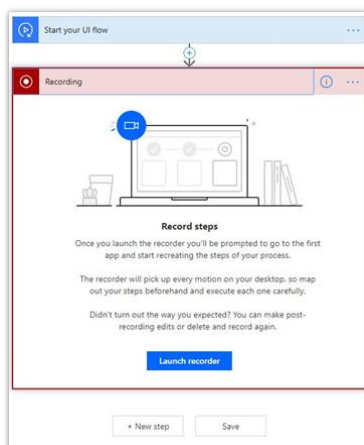 Start your UI flow
Recording
Record steps
Once you launch the recorder you'll be prompted to go to the first
app and start recreating the steps of your process.
The recorder will pick up every motion on your desktop, so map
out your steps beforehand and execute each one carefully.
Didn't turn out the way you expected? You can make post-
recording edits or delete and record again.
Launch recorder
+ New step
Save